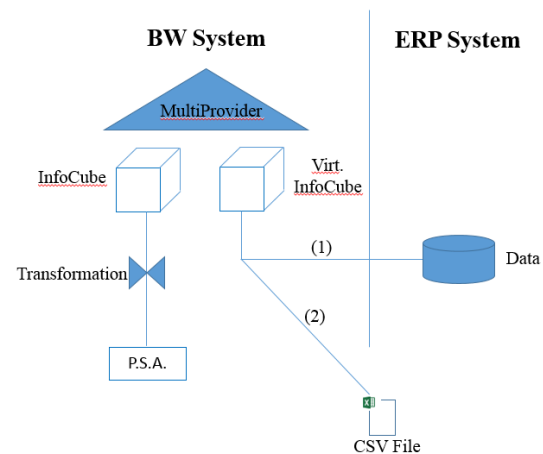 BW System
ERP System
MultiProvider
InfoCube
Virt.
InfoCube
(1)
Transformation
Data
(2)
P.S.A.
CSV File